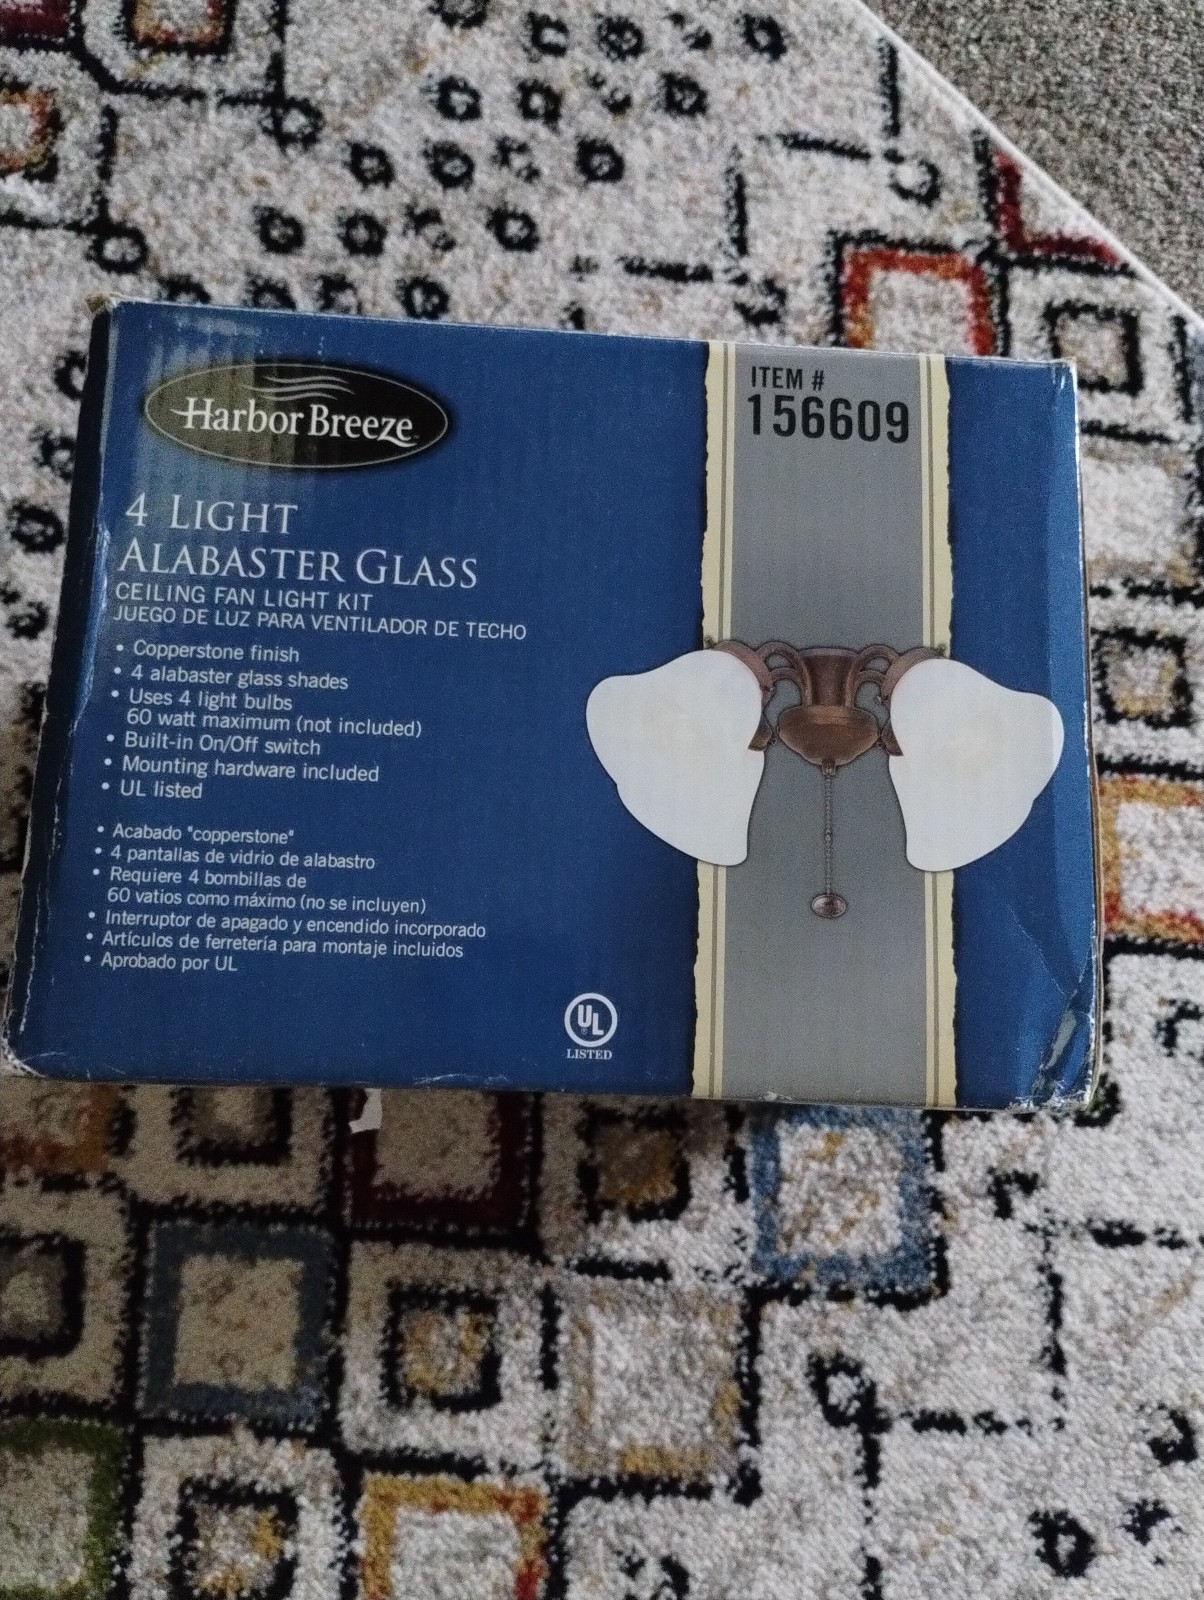 Harbor Breeze
ITEM #
156609
4 LIGHT
ALABASTER GLASS
CEILING FAN LIGHT KIT
JUEGO DE LUZ PARA VENTILADOR DE TECHO
• Copperstone finish
• 4 alabaster glass shades
• Uses 4 light bulbs
60 watt maximum (not included)
• Built-in On/Off switch
• Mounting hardware included
• UL listed
• Acabado "copperstone"
• 4 pantallas de vidrio de alabastro
• Requiere 4 bombillas de
60 vatios como máximo (no se incluyen)
• Interruptor de apagado y encendido incorporado
• Artículos de ferretería para montaje incluidos
• Aprobado por UL
UL
®
LISTED